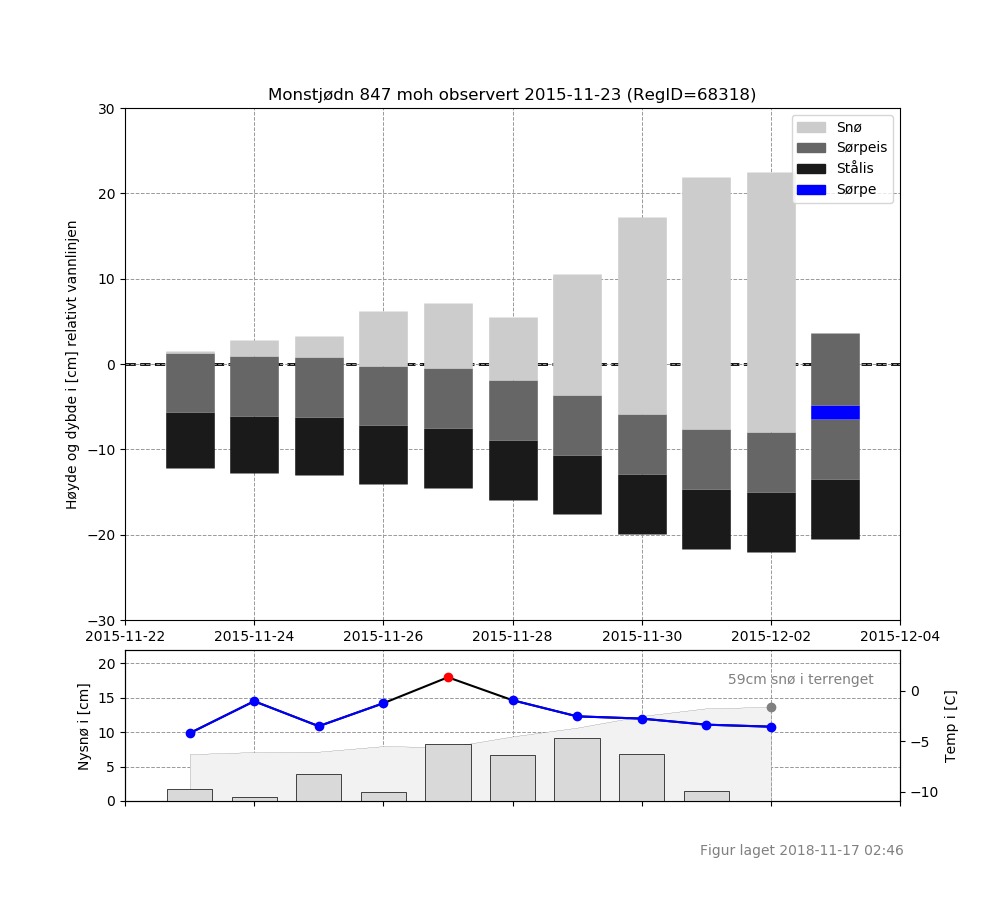 Monstjødn 847 moh observert 2015-11-23 (RegID=68318)
30
20
10
0
−10
−20
−30
Høyde og dybde i [cm] relativt vannlinjen
Snø
Sørpeis
Stålis
Sørpe
2015-11-22 2015-11-24 2015-11-26 2015-11-28 2015-11-30 2015-12-02 2015-12-04
20
15
10
5
0
Nysnø i [cm]
59cm snø i terrenget
0
−5
−10
Temp i [C]
Figur laget 2018-11-17 02:46